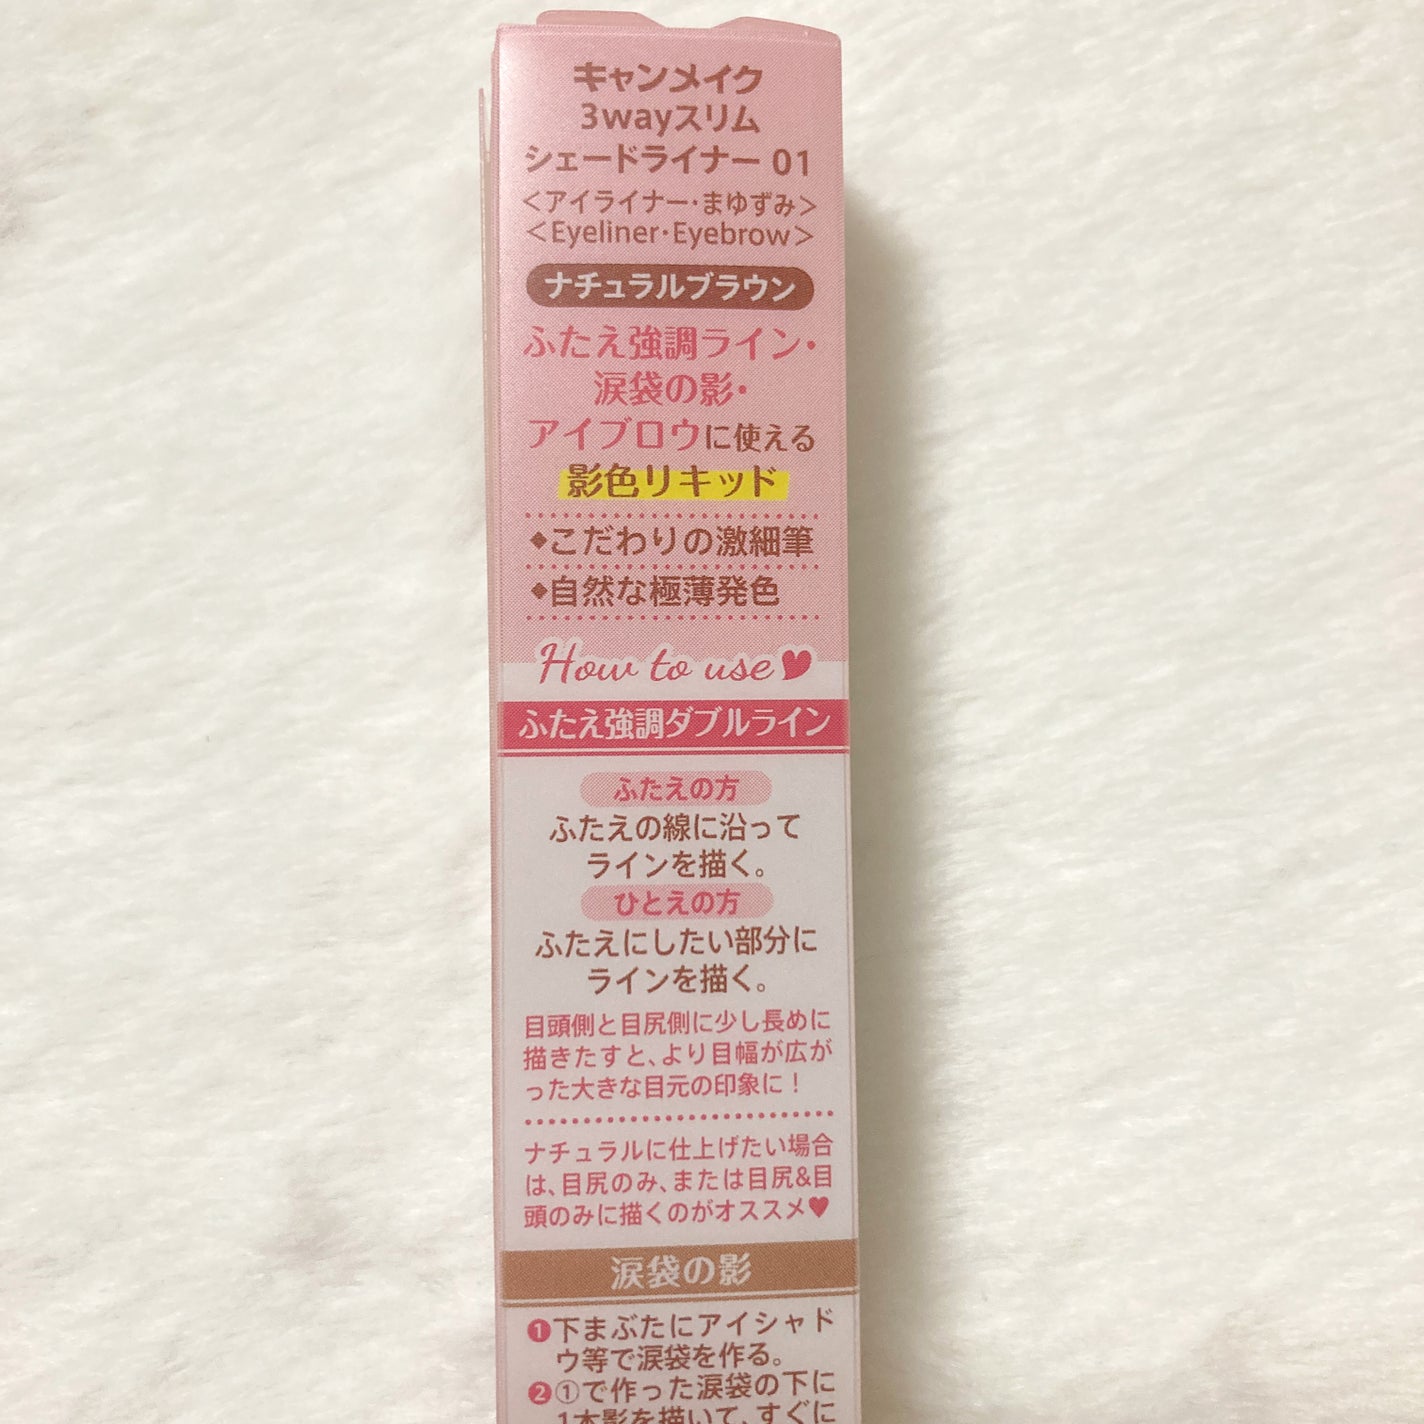 キャンメイク
3wayスリム
シェードライナー 01
<アイライナー・まゆずみ>
<Eyeliner・Eyebrow>
ナチュラルブラウン
ふたえ強調ライン・
涙袋の影・
アイブロウに使える
影色リキッド
◆こだわりの激細筆
◆自然な極薄発色
How to use♥
ふたえ強調ダブルライン
ふたえの方
ふたえの線に沿って
ラインを描く。
ひとえの方
ふたえにしたい部分に
ラインを描く。
目頭側と目尻側に少し長めに
描きたすと、より目幅が広が
った大きな目元の印象に!
ナチュラルに仕上げたい場合
は、目尻のみ、または目尻&目
頭のみに描くのがオススメ♥
涙袋の影
❶下まぶたにアイシャド
ウ等で涙袋を作る。
❷①で作った涙袋の下に
1本影を描いて、すぐに